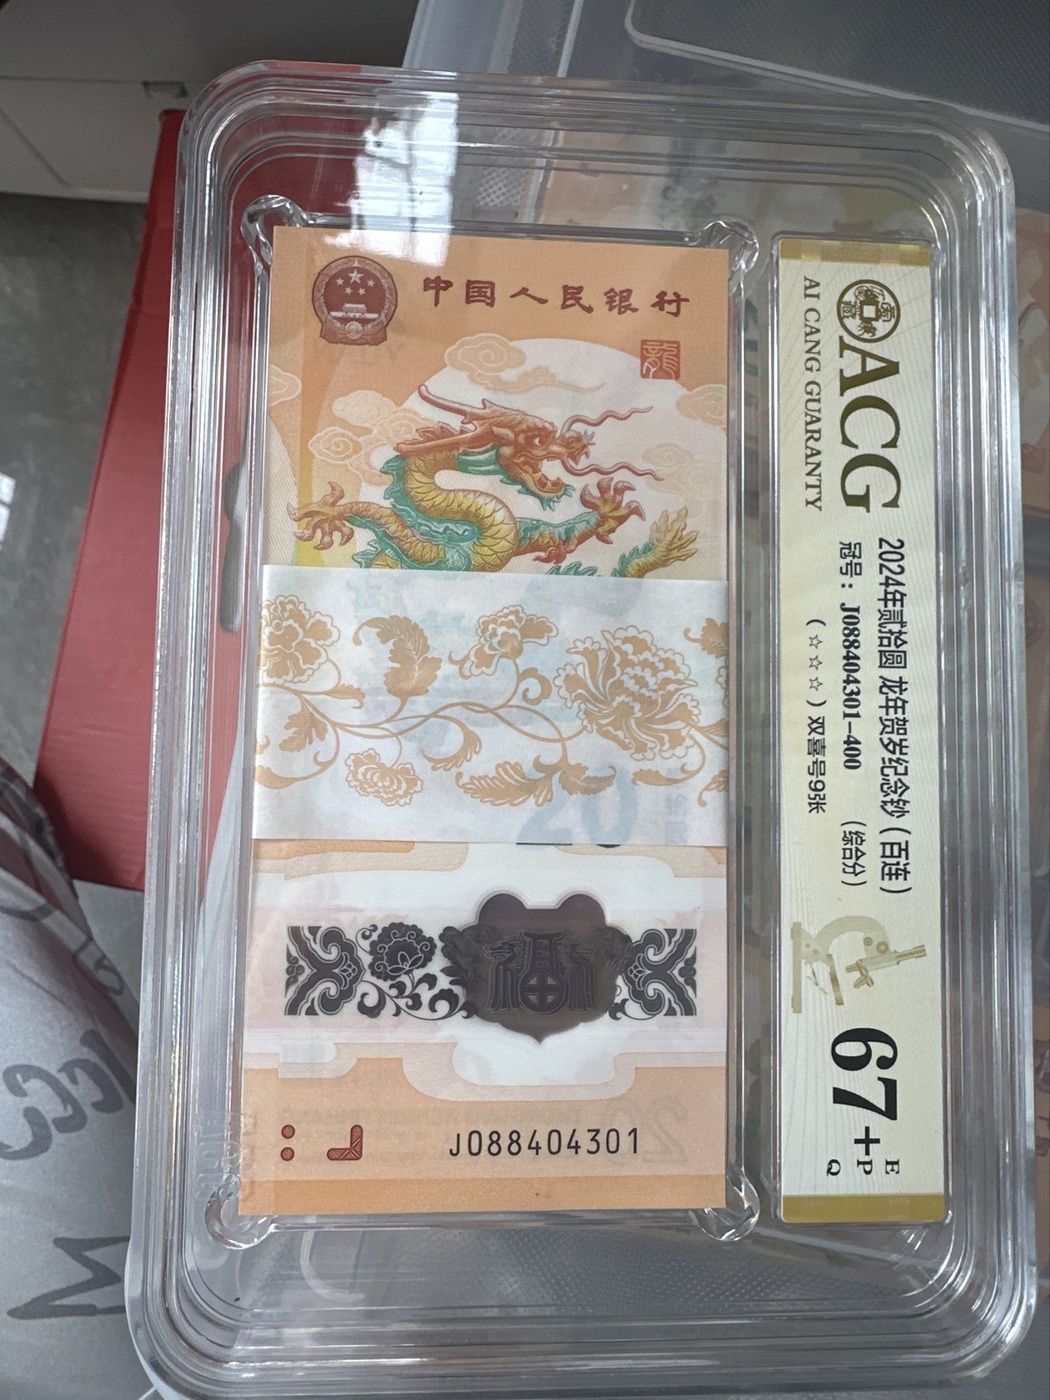 中国人民银行
龍
20
福
J088404301
ACG
AI CANG GUARANTY
2024年贰拾圆 龙年贺岁纪念钞（百连）
冠号：J088404301-400 （综合分）
（☆☆☆）双喜号9张
67+
E
P
Q